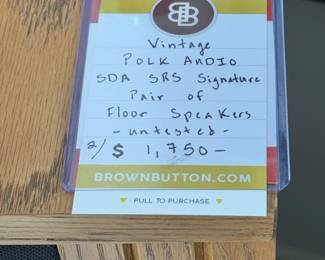 B
Vintage
POLK AUDIO
SDA SRS Signature
Pair of
Floor Speakers
- untested -
2/ $ 1,750-
BROWNBUTTON.COM
PULL TO PURCHASE